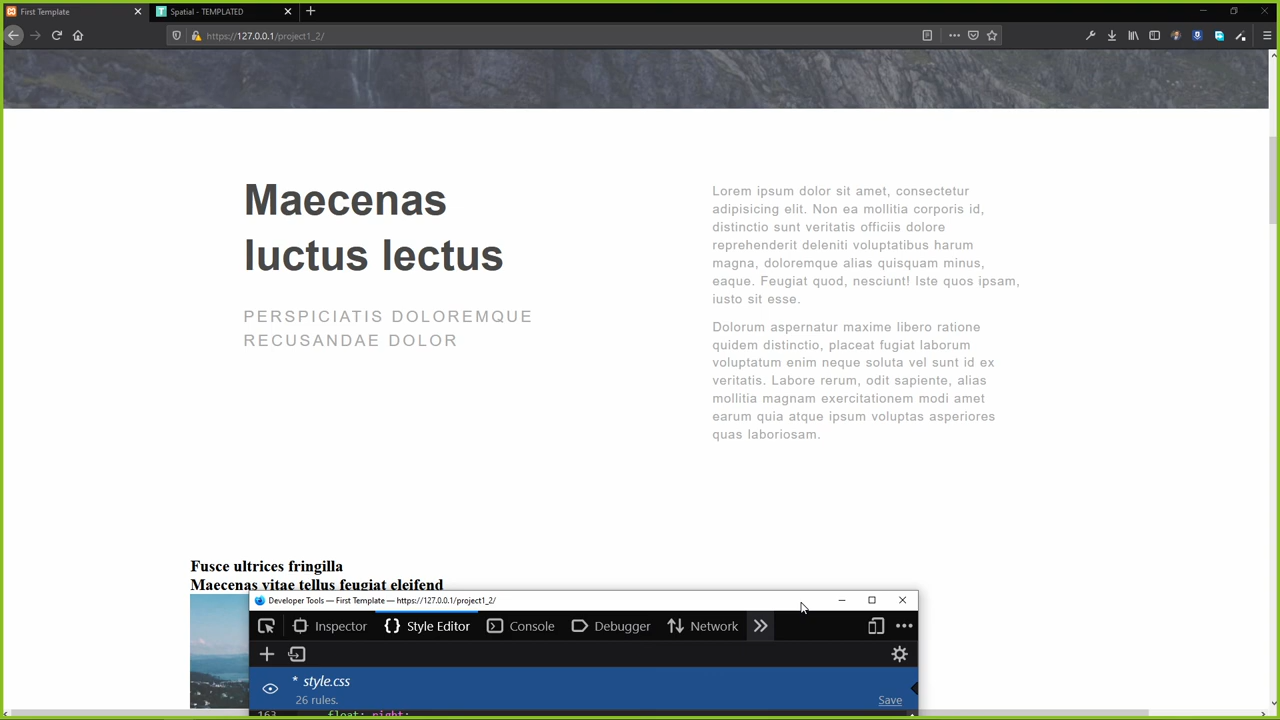 First Template
Spatial - TEMPLATED
https://127.0.0.1/project1_2/
Maecenas
luctus lectus
PERSPICIATIS DOLOREMQUE
RECUSANDAE DOLOR
Lorem ipsum dolor sit amet, consectetur
adipisicing elit. Non ea mollitia corporis id,
distinctio sunt veritatis officiis dolore
reprehenderit deleniti voluptatibus harum
magna, doloremque alias quisquam minus,
eaque. Feugiat quod, nesciunt! Iste quos ipsam,
iusto sit esse.
Dolorum aspernatur maxime libero ratione
quidem distinctio, placeat fugiat laborum
voluptatum enim neque soluta vel sunt id ex
veritatis. Labore rerum, odit sapiente, alias
mollitia magnam exercitationem modi amet
earum quia atque ipsum voluptas asperiores
quas laboriosam.
Fusce ultrices fringilla
Maecenas vitae tellus feugiat eleifend
Developer Tools — First Template — https://127.0.0.1/project1_2/
Inspector
Style Editor
Console
Debugger
Network
* style.css
26 rules.
Save
163 float: right;